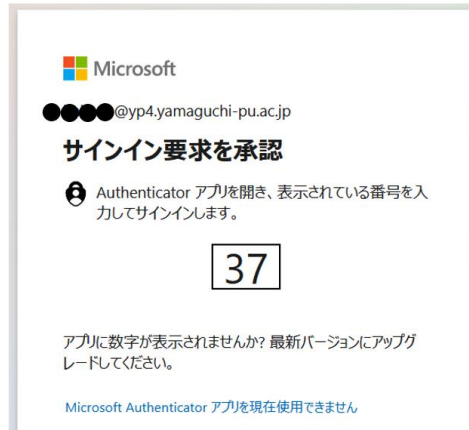 Microsoft
@yp4.yamaguchi-pu.ac.jp
サインイン要求を承認
Authenticator アプリを開き、表示されている番号を入
力してサインインします。
37
アプリに数字が表示されませんか? 最新バージョンにアップグ
レードしてください。
Microsoft Authenticator アプリを現在使用できません